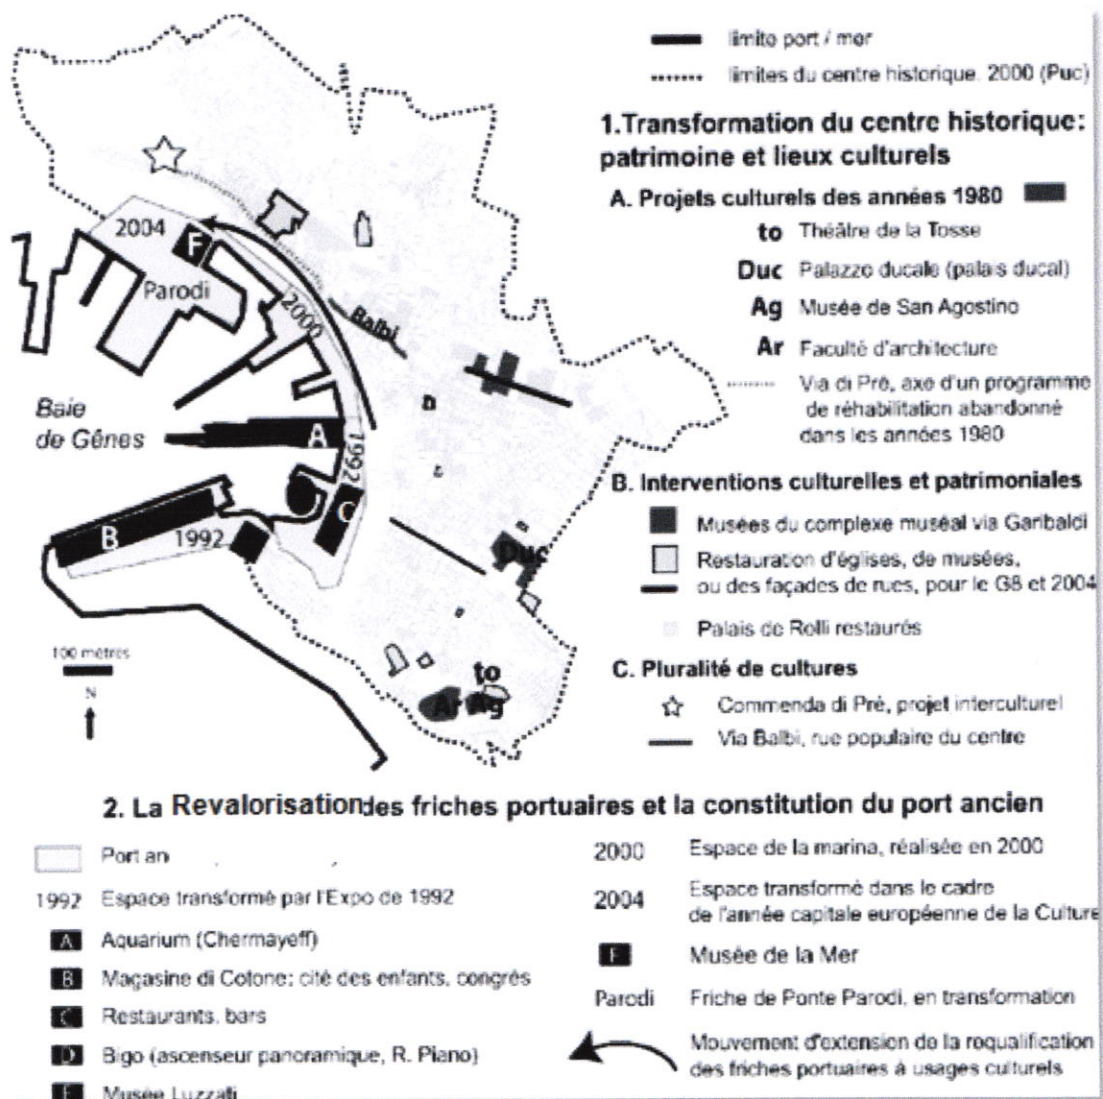 limite port / mer
limites du centre historique, 2000 (Puc)
1.Transformation du centre historique:
patrimoine et lieux culturels
A. Projets culturels des années 1980
to Théâtre de la Tosse
Duc Palazzo ducale (palais ducal)
Ag Musée de San Agostino
Ar Faculté d'architecture
Via di Pré, axe d'un programme
de réhabilitation abandonné
dans les années 1980
B. Interventions culturelles et patrimoniales
Musées du complexe muséal via Garibaldi
Restauration d'églises, de musées,
ou des façades de rues, pour le G8 et 2004
Palais de Rolli restaurés
C. Pluralité de cultures
Commenda di Pré, projet interculturel
Via Balbi, rue populaire du centre
2004
F
Parodi
2000
Balbi
Baie
de Gênes
A
1992
C
B
1992
Duc
100 mètres
N
to
Ar Ag
2. La Revalorisation des friches portuaires et la constitution du port ancien
Port an
1992 Espace transformé par l'Expo de 1992
A Aquarium (Chermayeff)
B Magasine di Cotone: cité des enfants, congrès
C Restaurants, bars
D Bigo (ascenseur panoramique, R. Piano)
E Musée Luzzati
2000 Espace de la marina, réalisée en 2000
2004 Espace transformé dans le cadre
de l'année capitale européenne de la Culture
F Musée de la Mer
Parodi Friche de Ponte Parodi, en transformation
Mouvement d'extension de la requalification
des friches portuaires à usages culturels